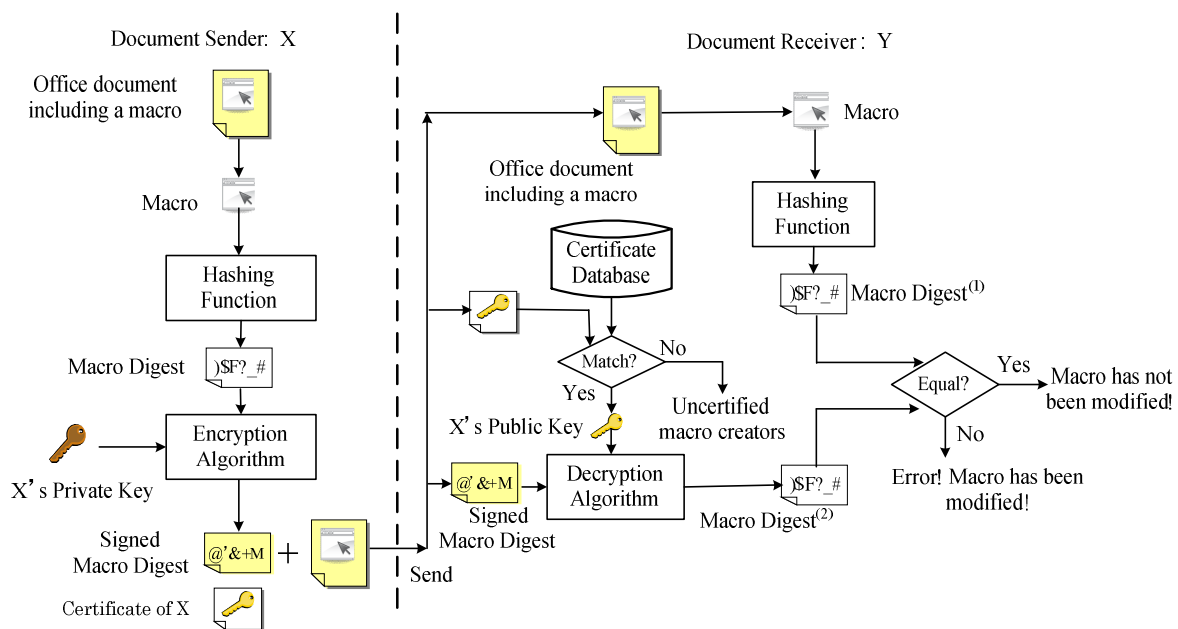 Document Sender: X
Office document
including a macro
Macro
Hashing
Function
Macro Digest
)$F?_#
X's Private Key
Encryption
Algorithm
Signed
Macro Digest
@'&+M
+
Certificate of X
Send
Document Receiver: Y
Office document
including a macro
Macro
Hashing
Function
)$F?_#
Macro Digest(1)
Certificate
Database
Match?
No
Yes
Uncertified
macro creators
X's Public Key
@'&+M
Signed
Macro Digest
Decryption
Algorithm
)$F?_#
Macro Digest(2)
Equal?
Yes
Macro has not
been modified!
No
Error! Macro has been
modified!